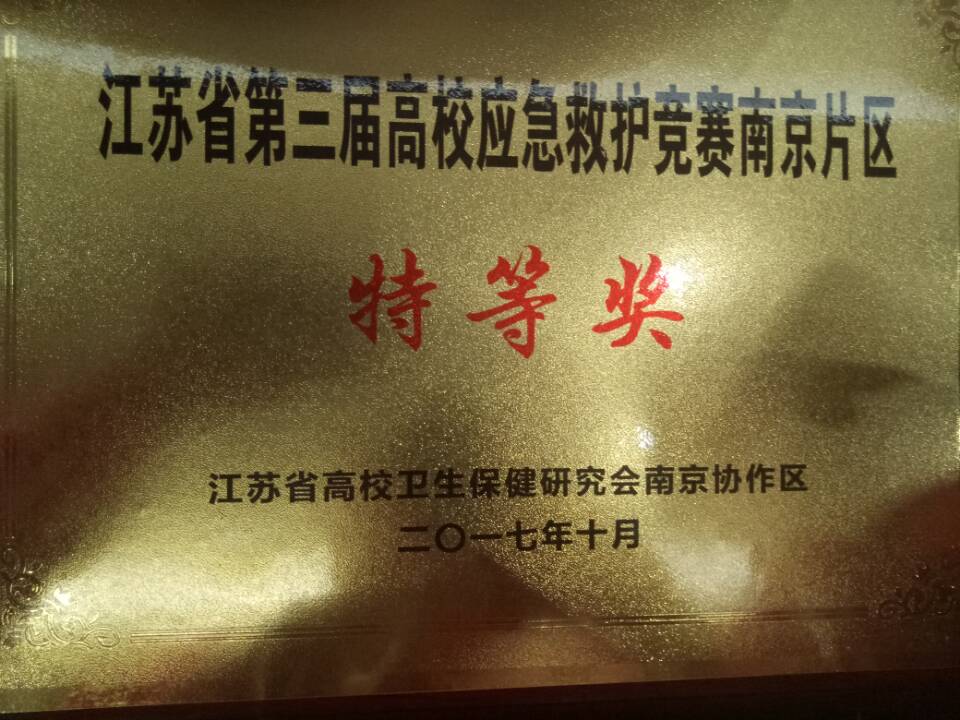 江苏省第三届高校应急救护竞赛南京片区
特等奖
江苏省高校卫生保健研究会南京协作区
二〇一七年十月